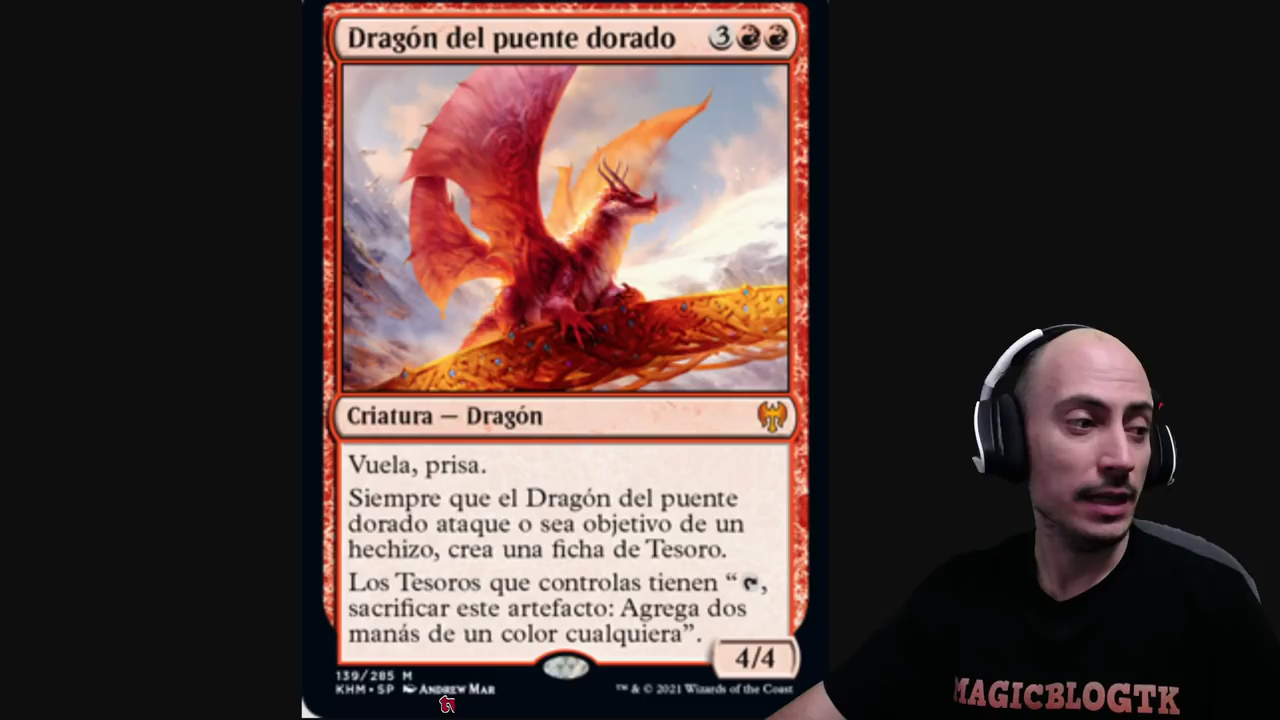 Dragón del puente dorado 3
Criatura — Dragón
Vuela, prisa.
Siempre que el Dragón del puente
dorado ataque o sea objetivo de un
hechizo, crea una ficha de Tesoro.
Los Tesoros que controlas tienen “ ,
sacrificar este artefacto: Agrega dos
manás de un color cualquiera”.
4/4
139/285 M
KHM • SP Andrew Mar
™ & © 2021 Wizards of the Coast
MAGICBLOGTK